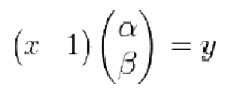 (x 1)(α
β) = y